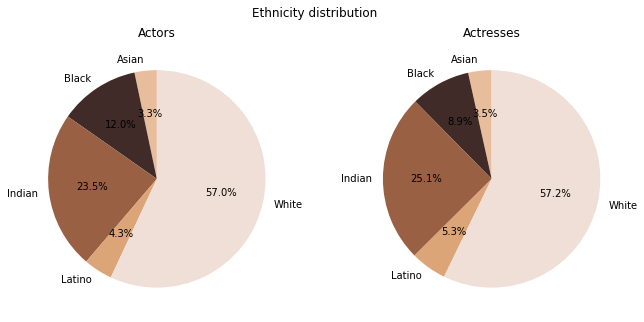 Ethnicity distribution
Actors
Asian
Black
3.3%
12.0%
Indian
23.5%
57.0%
White
4.3%
Latino
Actresses
Asian
Black
3.5%
8.9%
Indian
25.1%
57.2%
White
5.3%
Latino